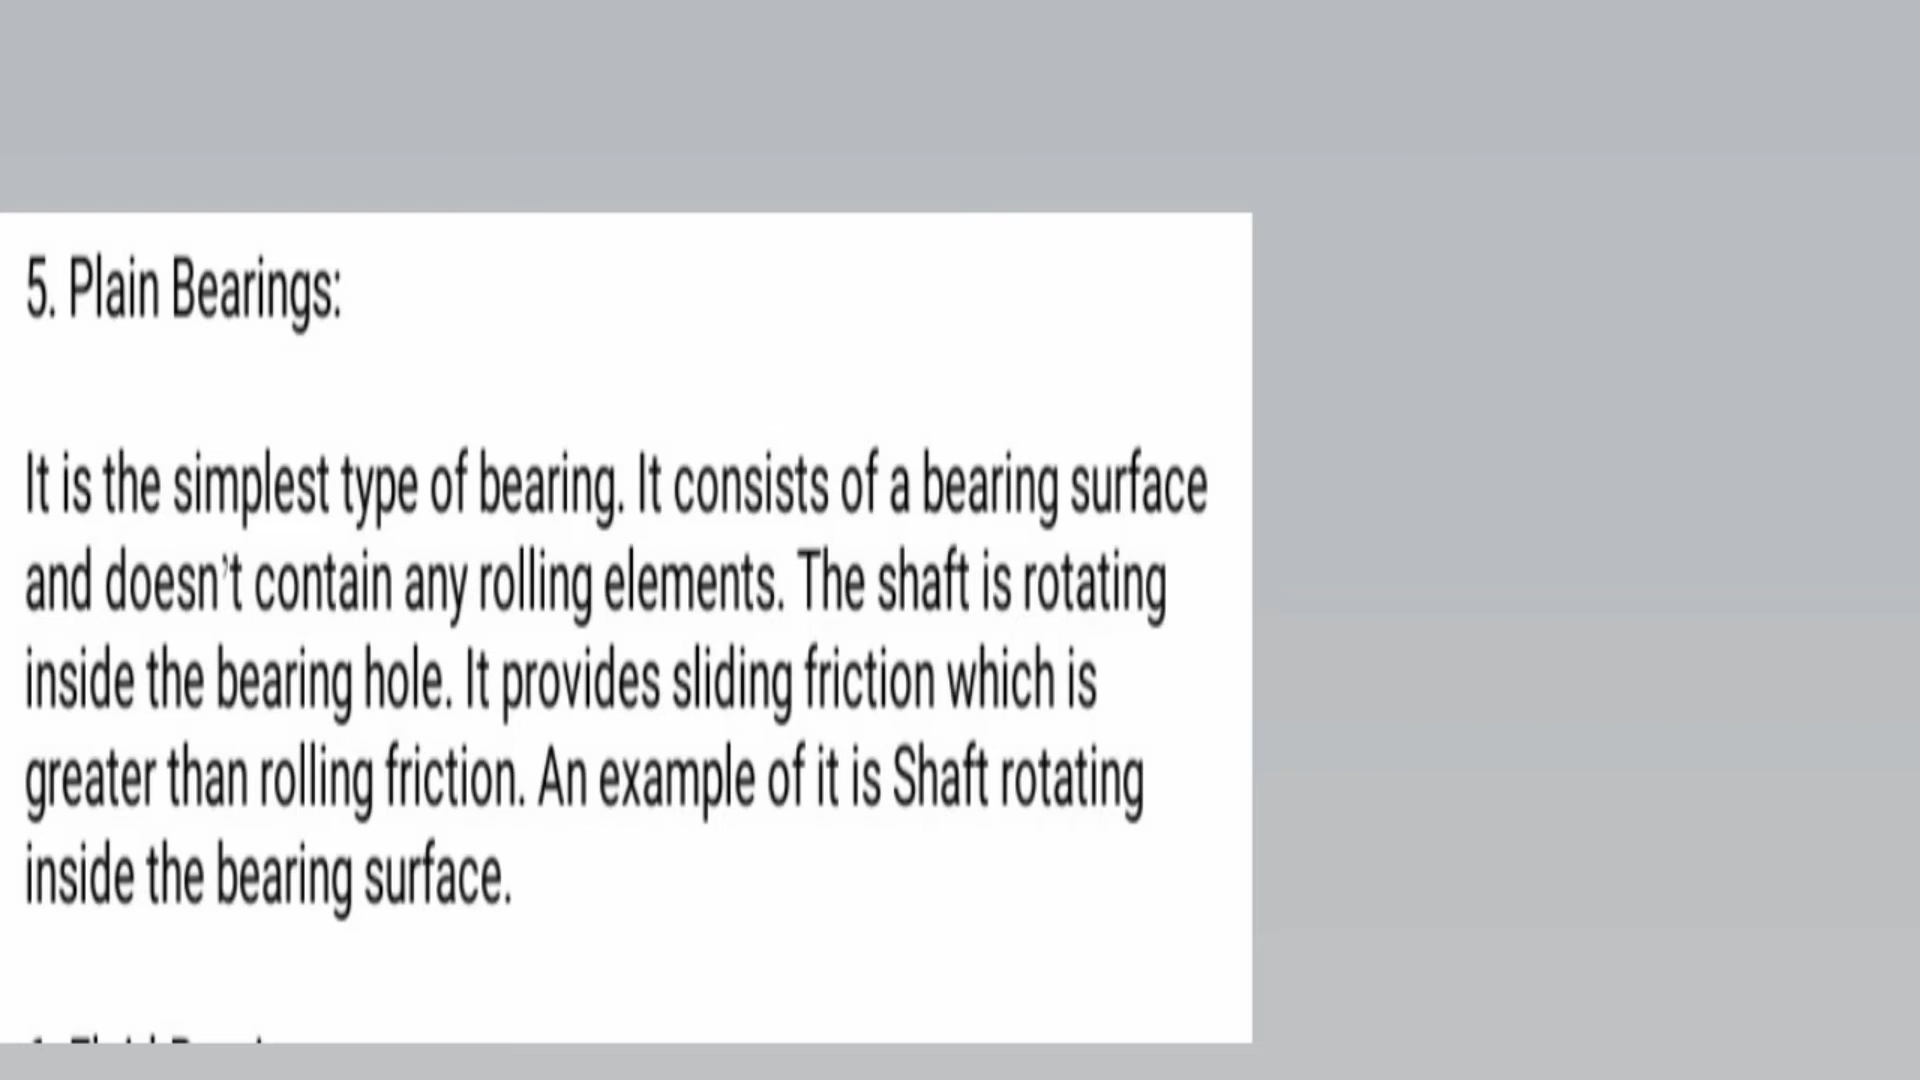 5. Plain Bearings:
It is the simplest type of bearing. It consists of a bearing surface
and doesn't contain any rolling elements. The shaft is rotating
inside the bearing hole. It provides sliding friction which is
greater than rolling friction. An example of it is Shaft rotating
inside the bearing surface.